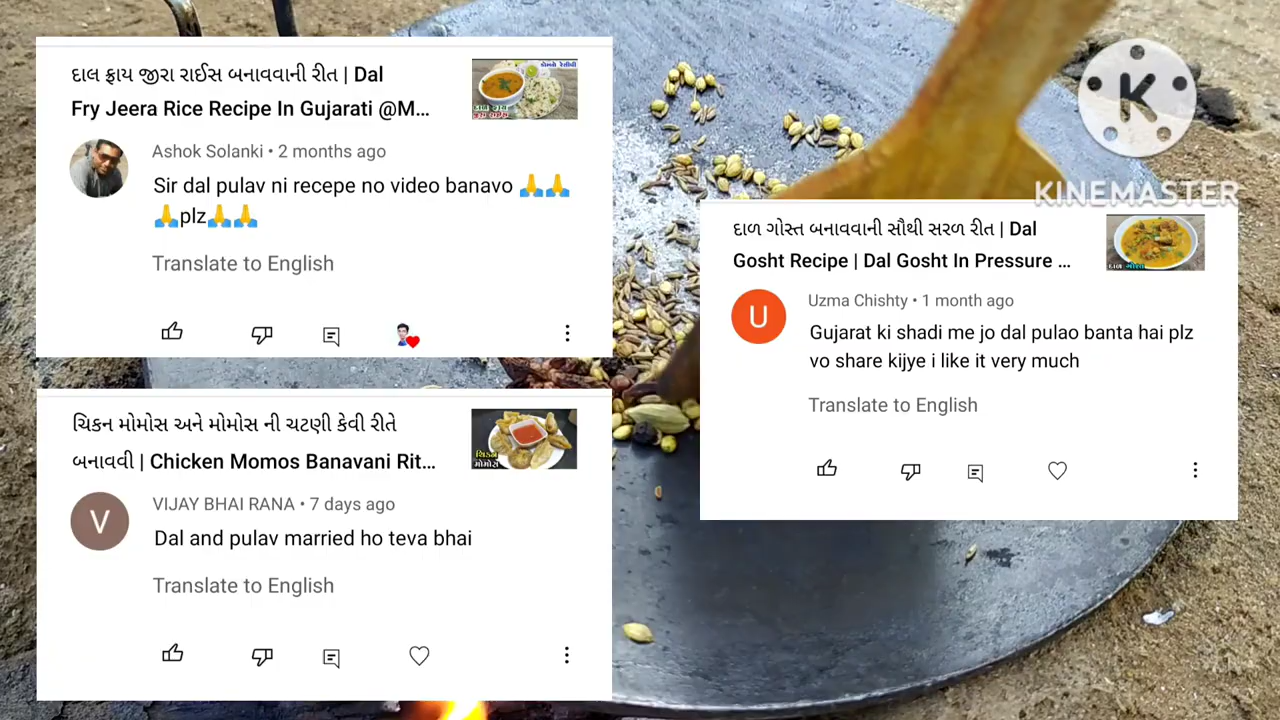 દાલ ફ્રાય જીરા રાઈસ બનાવવાની રીત | Dal
Fry Jeera Rice Recipe In Gujarati @M...
Ashok Solanki • 2 months ago
Sir dal pulav ni recepe no video banavo 🙏🙏
🙏plz🙏🙏
Translate to English
ચિકન મોમોસ અને મોમોસ ની ચટણી કેવી રીતે
બનાવવી | Chicken Momos Banavani Rit...
ચિકન
મોમોસ
V
VIJAY BHAI RANA • 7 days ago
Dal and pulav married ho teva bhai
Translate to English
K
KINEMASTER
દાળ ગોસ્ત બનાવવાની સૌથી સરળ રીત | Dal
Gosht Recipe | Dal Gosht In Pressure ...
દાળ ગોસ્ત
U
Uzma Chishty • 1 month ago
Gujarat ki shadi me jo dal pulao banta hai plz
vo share kijye i like it very much
Translate to English